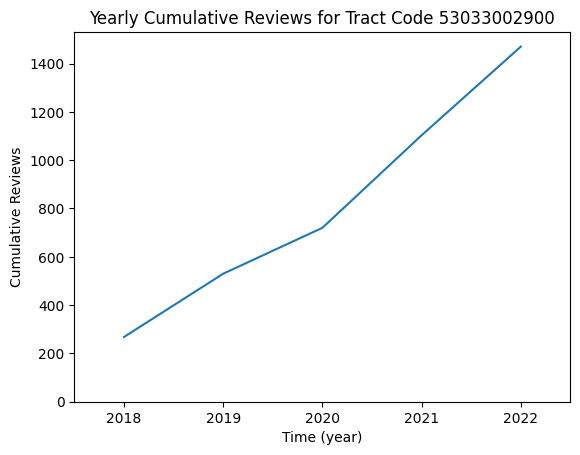 Yearly Cumulative Reviews for Tract Code 53033002900
Cumulative Reviews
1400
1200
1000
800
600
400
200
0
2018 2019 2020 2021 2022
Time (year)